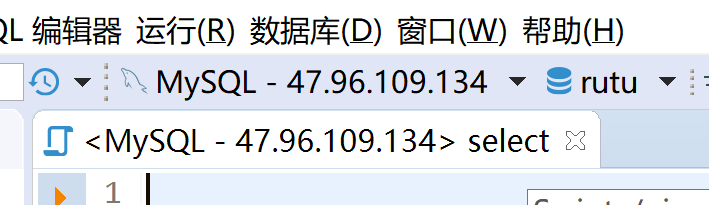 QL 编辑器 运行(R) 数据库(D) 窗口(W) 帮助(H)
MySQL - 47.96.109.134 rutu
<MySQL - 47.96.109.134> select
1